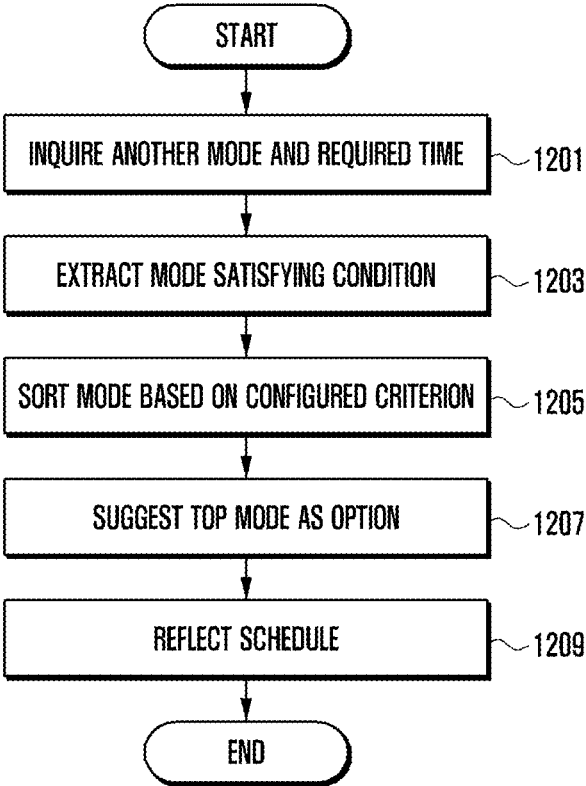 START
INQUIRE ANOTHER MODE AND REQUIRED TIME
1201
EXTRACT MODE SATISFYING CONDITION
1203
SORT MODE BASED ON CONFIGURED CRITERION
1205
SUGGEST TOP MODE AS OPTION
1207
REFLECT SCHEDULE
1209
END